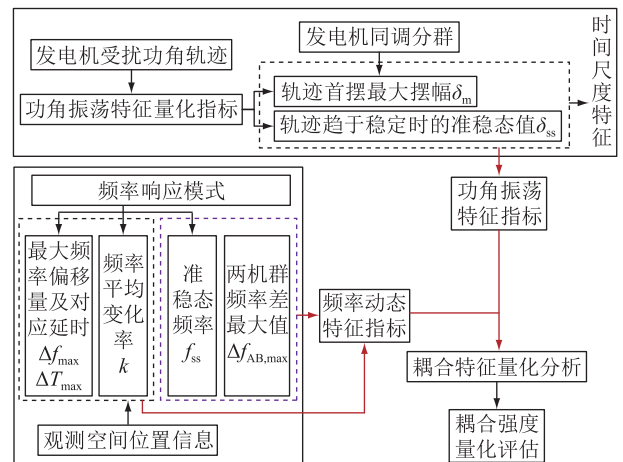 发电机受扰功角轨迹
功角振荡特征量化指标
发电机同调分群
轨迹首摆最大摆幅δm
轨迹趋于稳定时的准稳态值δss
时间尺度特征
功角振荡
特征指标
频率响应模式
最大频
率偏移
量及对
应延时
Δfmax
ΔTmax
频率
平均
变化
率
k
准
稳态
频率
fss
两机群
频率差
最大值
ΔfAB,max
观测空间位置信息
频率动态
特征指标
耦合特征量化分析
耦合强度
量化评估